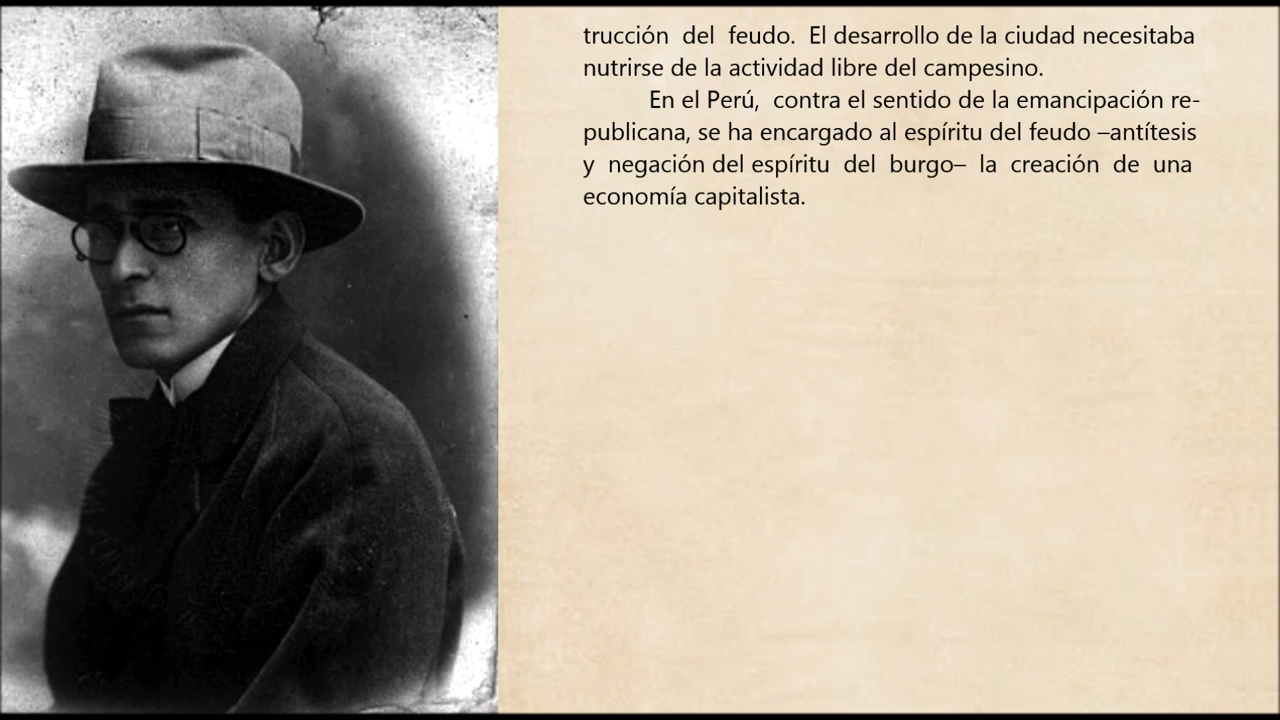 trucción del feudo. El desarrollo de la ciudad necesitaba
nutrirse de la actividad libre del campesino.
En el Perú, contra el sentido de la emancipación re-
publicana, se ha encargado al espíritu del feudo –antítesis
y negación del espíritu del burgo– la creación de una
economía capitalista.